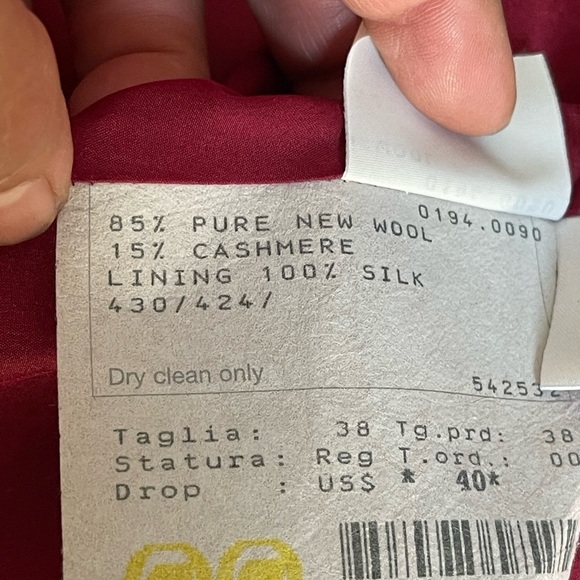 85% PURE NEW WOOL 0194.0090
15% CASHMERE
LINING 100% SILK
430/424/
Dry clean only
542532
Taglia: 38 Tg.prd: 38
Statura: Reg T.ord.: 00
Drop : US$ * 40*